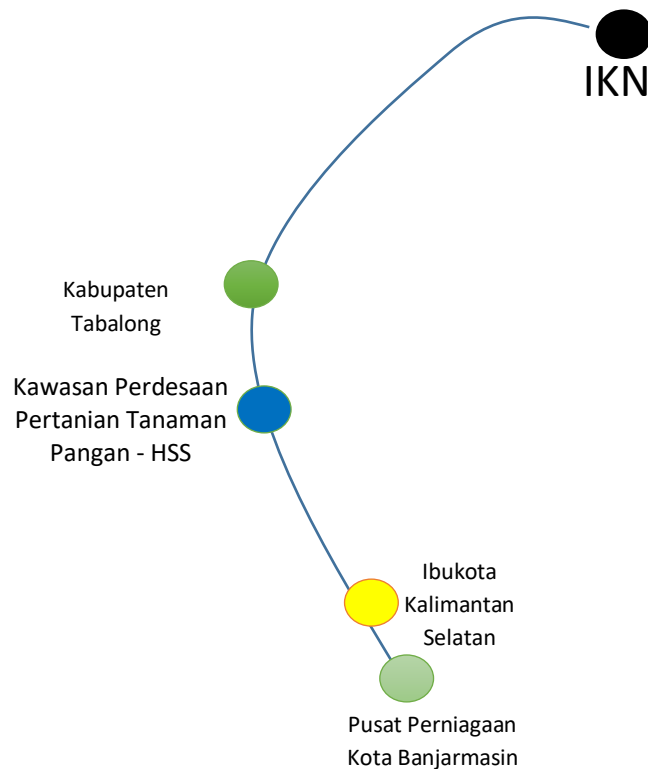 IKN
Kabupaten
Tabalong
Kawasan Perdesaan
Pertanian Tanaman
Pangan - HSS
Ibukota
Kalimantan
Selatan
Pusat Perniagaan
Kota Banjarmasin